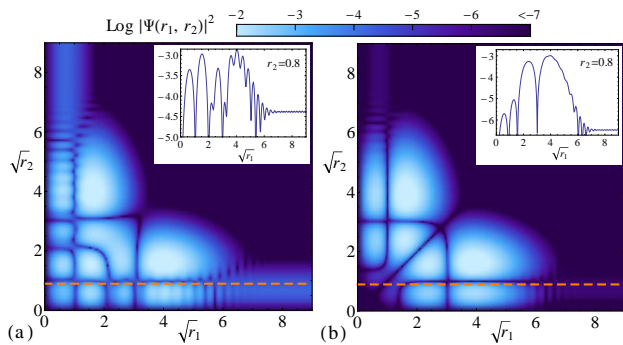 Log |Ψ(r₁, r₂)|² -2 -3 -4 -5 -6 <-7
8
6
√r₂
4
2
0
0 2 4 6 8
√r₁
(a)
-3.0
-3.5
-4.0
-4.5
-5.0
0 2 4 6 8
√r₁
r₂=0.8
8
6
√r₂
4
2
0
0 2 4 6 8
√r₁
(b)
-3
-4
-5
-6
0 2 4 6 8
√r₁
r₂=0.8